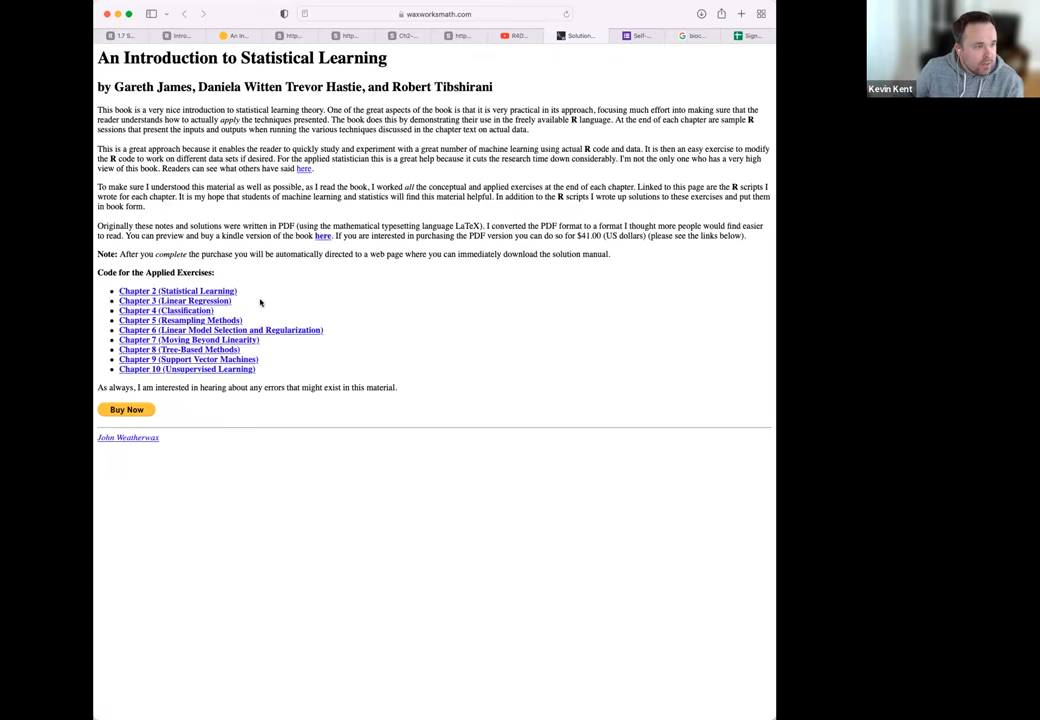 waxworksmath.com
1.7 S...
Intro...
An In...
http...
http...
Ch2-...
http...
R4D...
Solution...
Self-...
bioc...
Sign...
Kevin Kent
An Introduction to Statistical Learning
by Gareth James, Daniela Witten Trevor Hastie, and Robert Tibshirani
This book is a very nice introduction to statistical learning theory. One of the great aspects of the book is that it is very practical in its approach, focusing much effort into making sure that the
reader understands how to actually apply the techniques presented. The book does this by demonstrating their use in the freely available R language. At the end of each chapter are sample R
sessions that present the inputs and outputs when running the various techniques discussed in the chapter text on actual data.
This is a great approach because it enables the reader to quickly study and experiment with a great number of machine learning using actual R code and data. It is then an easy exercise to modify
the R code to work on different data sets if desired. For the applied statistician this is a great help because it cuts the research time down considerably. I'm not the only one who has a very high
view of this book. Readers can see what others have said here.
To make sure I understood this material as well as possible, as I read the book, I worked all the conceptual and applied exercises at the end of each chapter. Linked to this page are the R scripts I
wrote for each chapter. It is my hope that students of machine learning and statistics will find this material helpful. In addition to the R scripts I wrote up solutions to these exercises and put them
in book form.
Originally these notes and solutions were written in PDF (using the mathematical typesetting language LaTeX). I converted the PDF format to a format I thought more people would find easier
to read. You can preview and buy a kindle version of the book here. If you are interested in purchasing the PDF version you can do so for $41.00 (US dollars) (please see the links below).
Note: After you complete the purchase you will be automatically directed to a web page where you can immediately download the solution manual.
Code for the Applied Exercises:
Chapter 2 (Statistical Learning)
Chapter 3 (Linear Regression)
Chapter 4 (Classification)
Chapter 5 (Resampling Methods)
Chapter 6 (Linear Model Selection and Regularization)
Chapter 7 (Moving Beyond Linearity)
Chapter 8 (Tree-Based Methods)
Chapter 9 (Support Vector Machines)
Chapter 10 (Unsupervised Learning)
As always, I am interested in hearing about any errors that might exist in this material.
Buy Now
John Weatherwax